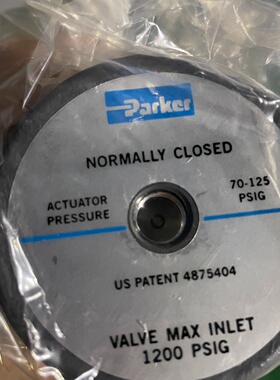 Parker
NORMALLY CLOSED
ACTUATOR
PRESSURE
70-125
PSIG
US PATENT 4875404
VALVE MAX INLET
1200 PSIG